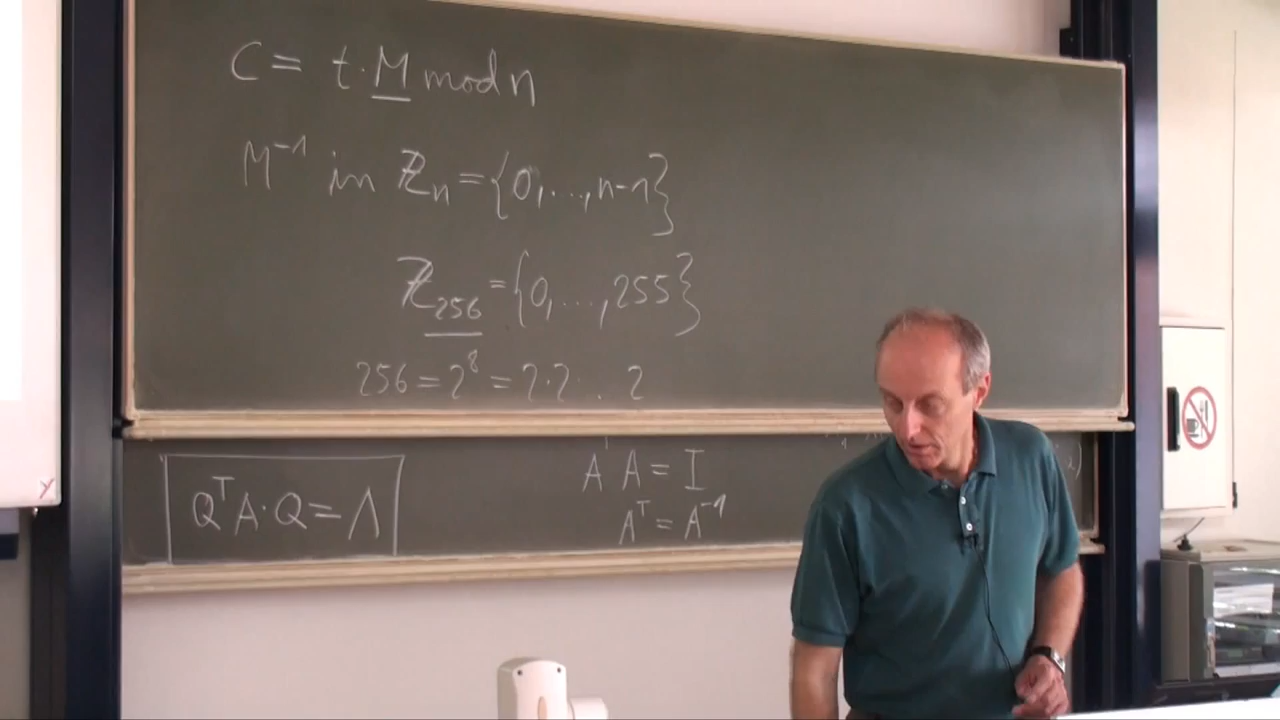 C = t · M mod n
M⁻¹ in ℤn = {0,...,n-1}
ℤ256 = {0,...,255}
256 = 2⁸ = 2·2 . . 2
QᵀA·Q = Λ
A A = I
Aᵀ = A⁻¹